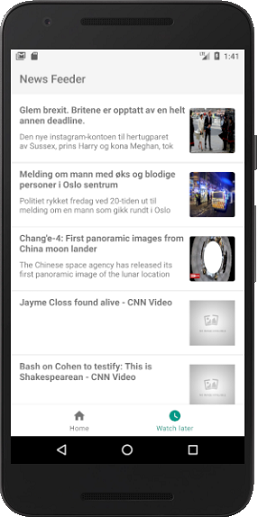 LTE 1:41
News Feeder
Glem brexit. Britene er opptatt av en helt
annen deadline.
Den nye instagram-kontoen til hertugparet
av Sussex, prins Harry og kona Meghan, tok
Melding om mann med øks og blodige
personer i Oslo sentrum
Politiet rykket fredag ved 20-tiden ut til
melding om en mann som gikk rundt i Oslo
Chang'e-4: First panoramic images from
China moon lander
The Chinese space agency has released its
first panoramic image of the lunar location
Jayme Closs found alive - CNN Video
Bash on Cohen to testify: This is
Shakespearean - CNN Video
Home
Watch later